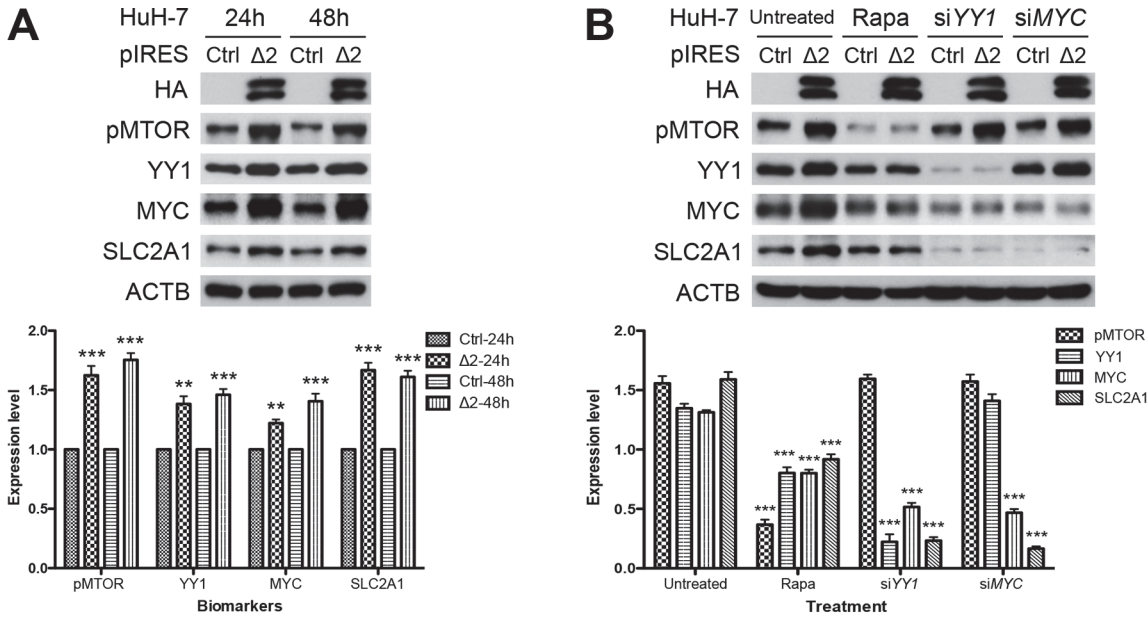 A
HuH-7 24h 48h
pIRES Ctrl Δ2 Ctrl Δ2
HA
pMTOR
YY1
MYC
SLC2A1
ACTB
2.0
1.5
1.0
0.5
0.0
Expression level
*** ***
** ***
** ***
*** ***
pMTOR YY1 MYC SLC2A1
Biomarkers
Ctrl-24h
Δ2-24h
Ctrl-48h
Δ2-48h
B
HuH-7 Untreated Rapa siYY1 siMYC
pIRES Ctrl Δ2 Ctrl Δ2 Ctrl Δ2 Ctrl Δ2
HA
pMTOR
YY1
MYC
SLC2A1
ACTB
2.0
1.5
1.0
0.5
0.0
Expression level
*** *** *** ***
*** *** ***
*** ***
Untreated Rapa siYY1 siMYC
Treatment
pMTOR
YY1
MYC
SLC2A1